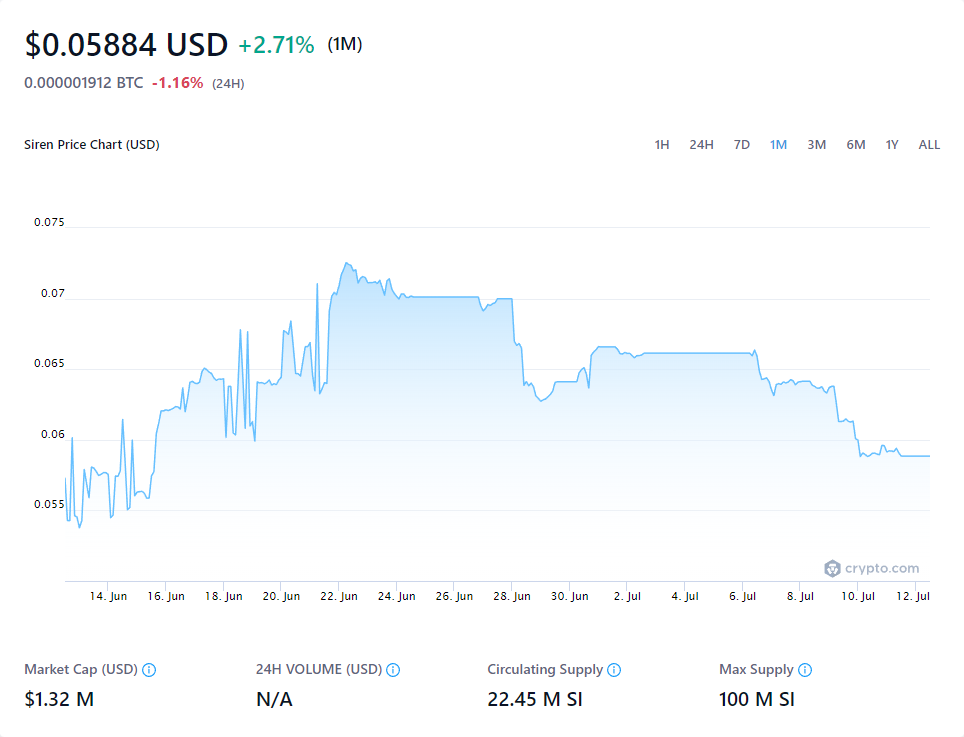 $0.05884 USD +2.71% (1M)
0.000001912 BTC -1.16% (24H)
Siren Price Chart (USD) 1H 24H 7D 1M 3M 6M 1Y ALL
0.075
0.07
0.065
0.06
0.055
crypto.com
14. Jun 16. Jun 18. Jun 20. Jun 22. Jun 24. Jun 26. Jun 28. Jun 30. Jun 2. Jul 4. Jul 6. Jul 8. Jul 10. Jul 12. Jul
Market Cap (USD) 24H VOLUME (USD) Circulating Supply Max Supply
$1.32 M N/A 22.45 M SI 100 M SI